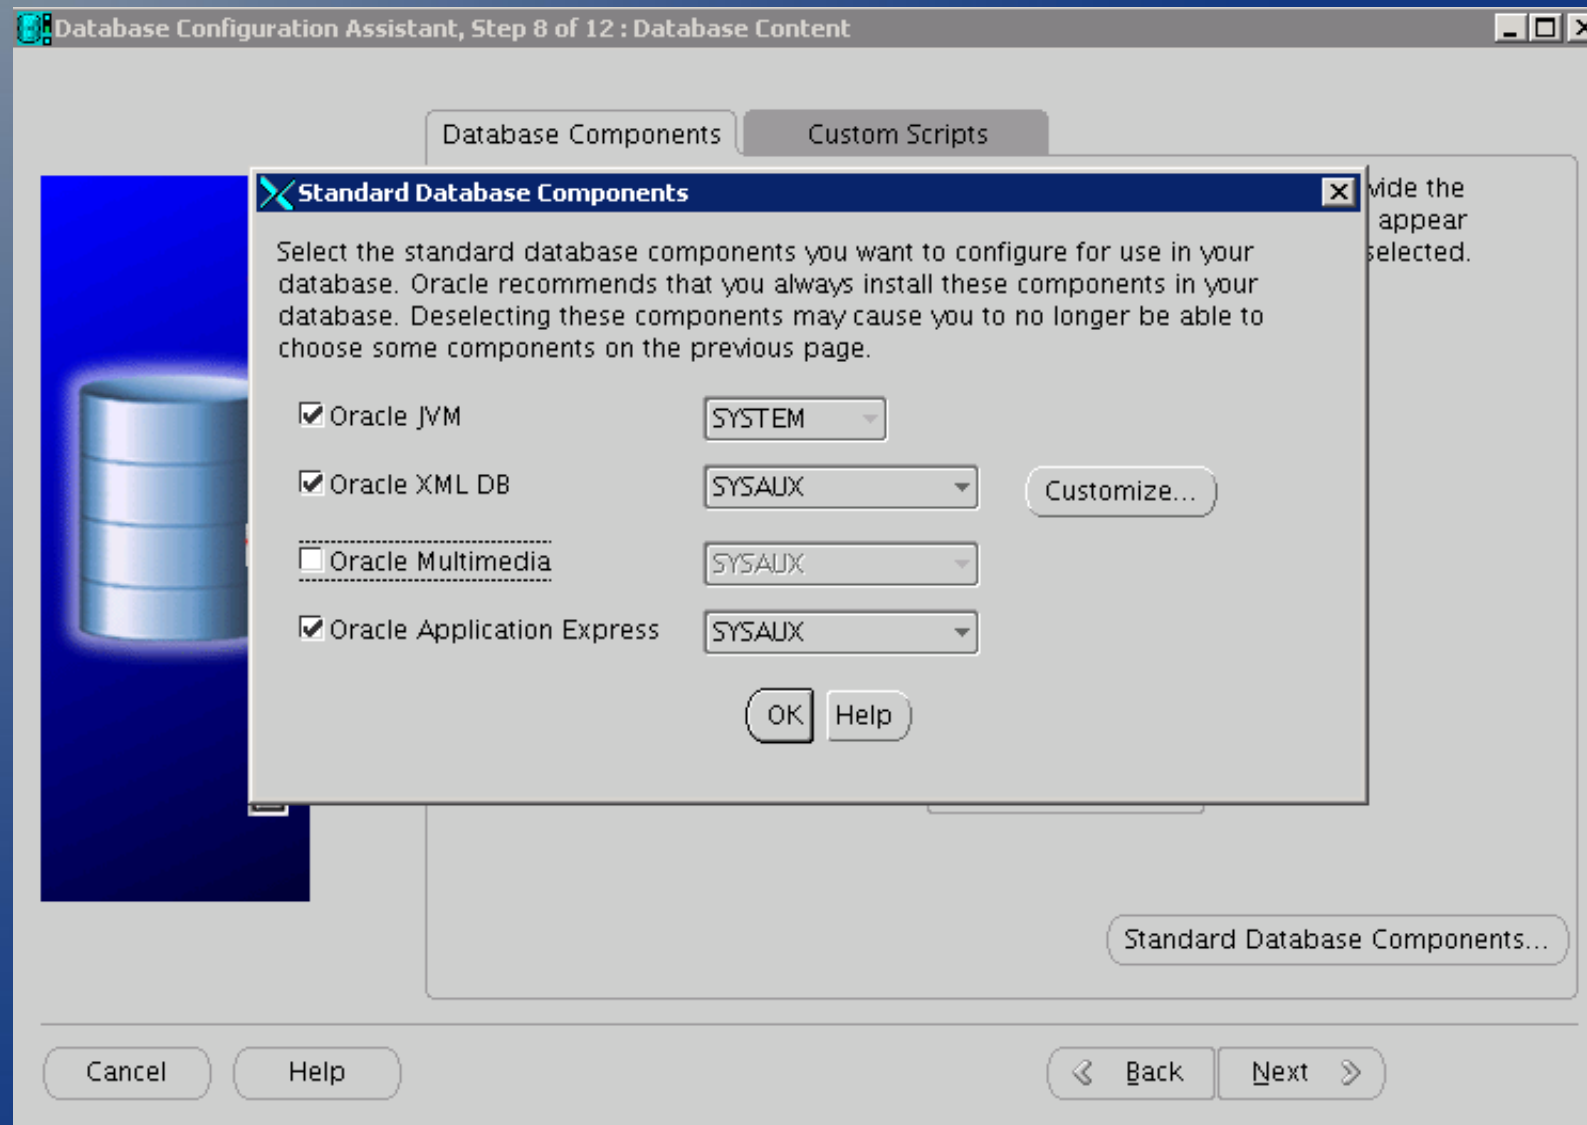 Database Configuration Assistant, Step 8 of 12 : Database Content
Database Components
Custom Scripts
vide the
appear
selected.
Standard Database Components
Select the standard database components you want to configure for use in your
database. Oracle recommends that you always install these components in your
database. Deselecting these components may cause you to no longer be able to
choose some components on the previous page.
Oracle JVM
SYSTEM
Oracle XML DB
SYSAUX
Customize...
Oracle Multimedia
SYSAUX
Oracle Application Express
SYSAUX
OK
Help
Standard Database Components...
Cancel
Help
Back
Next